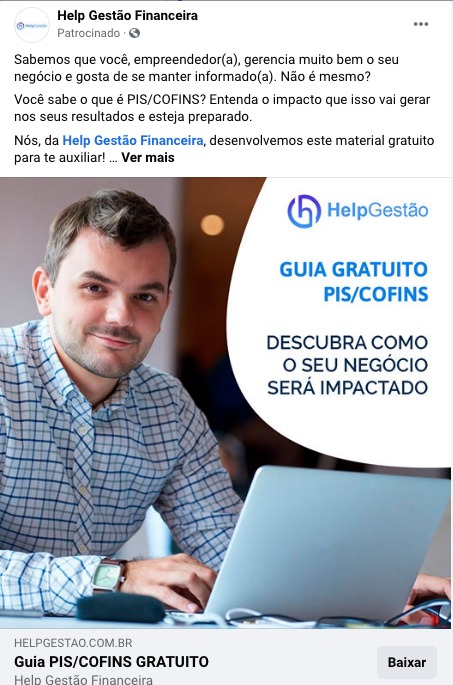 Help Gestão Financeira
Patrocinado ·
Sabemos que você, empreendedor(a), gerencia muito bem o seu
negócio e gosta de se manter informado(a). Não é mesmo?
Você sabe o que é PIS/COFINS? Entenda o impacto que isso vai gerar
nos seus resultados e esteja preparado.
Nós, da Help Gestão Financeira, desenvolvemos este material gratuito
para te auxiliar! ... Ver mais
HelpGestão
GUIA GRATUITO
PIS/COFINS
DESCUBRA COMO
O SEU NEGÓCIO
SERÁ IMPACTADO
HELPGESTAO.COM.BR
Guia PIS/COFINS GRATUITO
Baixar
Help Gestão Financeira